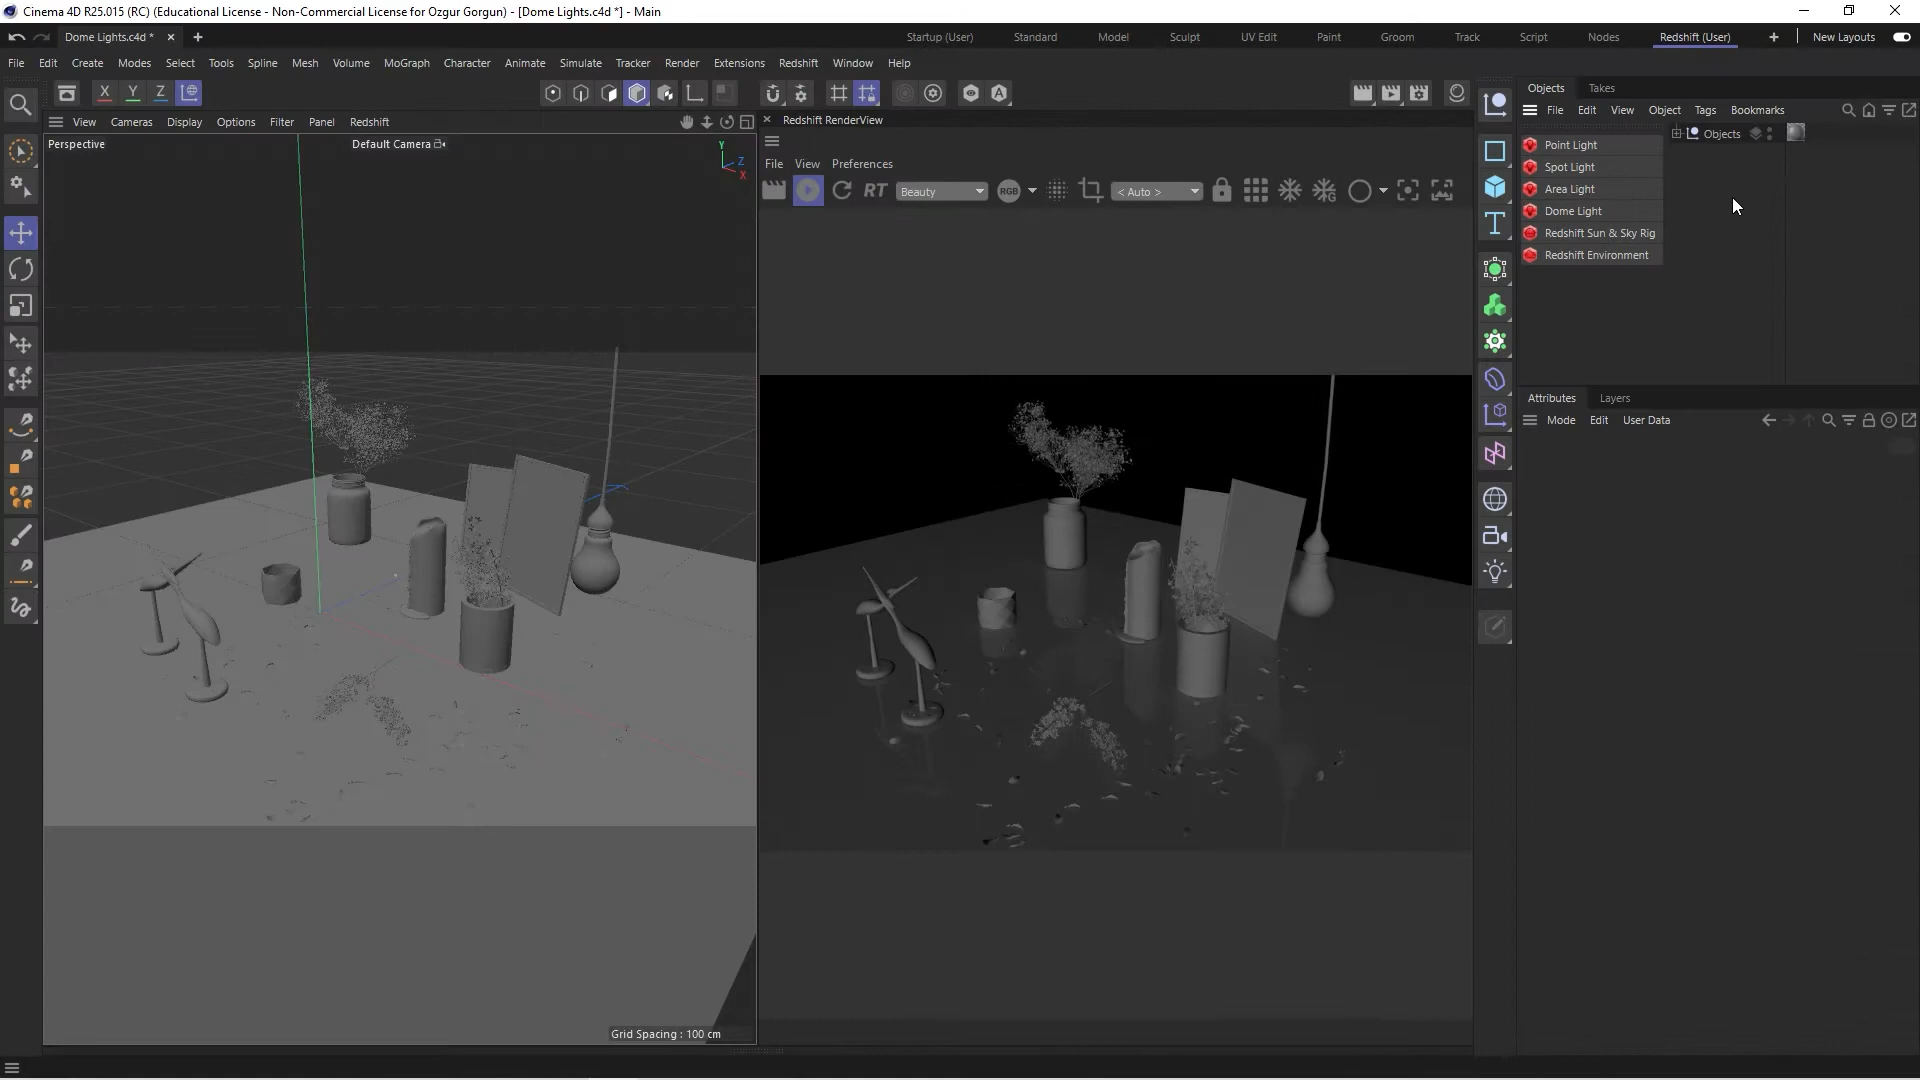 Cinema 4D R25.015 (RC) (Educational License - Non-Commercial License for Ozgur Gorgun) - [Dome Lights.c4d *] - Main
Dome Lights.c4d *
Startup (User) Standard Model Sculpt UV Edit Paint Groom Track Script Nodes Redshift (User) New Layouts
File Edit Create Modes Select Tools Spline Mesh Volume MoGraph Character Animate Simulate Tracker Render Extensions Redshift Window Help
X Y Z
A
Objects Takes
File Edit View Object Tags Bookmarks
View Cameras Display Options Filter Panel Redshift
Redshift RenderView
Perspective
Default Camera
Y
Z
X
File View Preferences
RT Beauty RGB < Auto >
Objects
Point Light
Spot Light
Area Light
Dome Light
Redshift Sun & Sky Rig
Redshift Environment
Attributes Layers
Mode Edit User Data
Grid Spacing : 100 cm